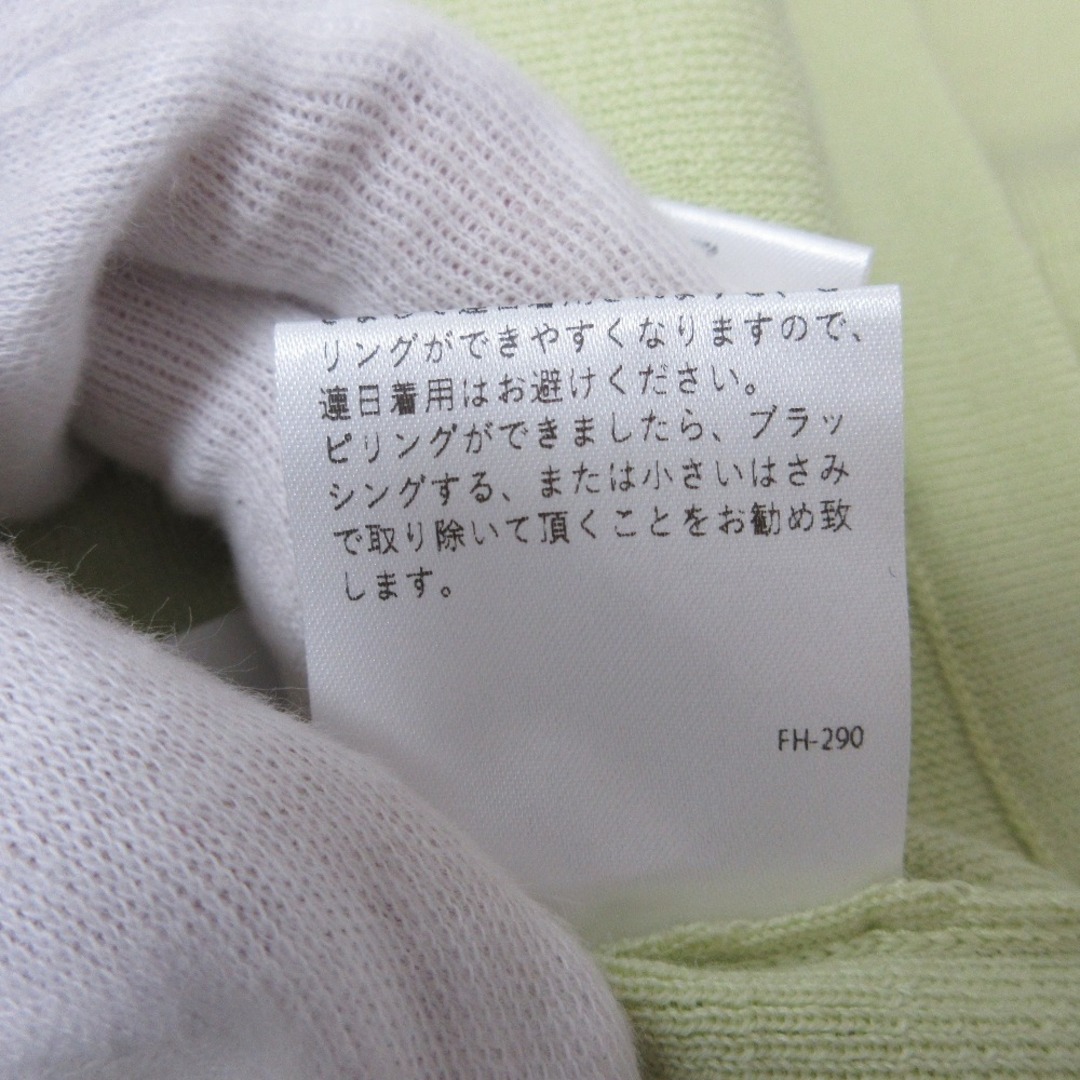 リングができやすくなりますので、
連日着用はお避けください。
ピリングができましたら、ブラッ
シングする、または小さいはさみ
で取り除いて頂くことをお勧め致
します。
FH-290